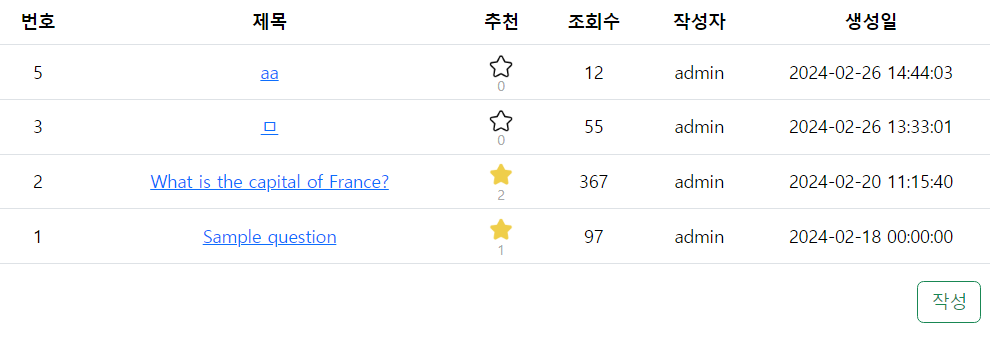 번호 제목 추천 조회수 작성자 생성일
5 aa 0 12 admin 2024-02-26 14:44:03
3 ㅁ 0 55 admin 2024-02-26 13:33:01
2 What is the capital of France? 2 367 admin 2024-02-20 11:15:40
1 Sample question 1 97 admin 2024-02-18 00:00:00
작성